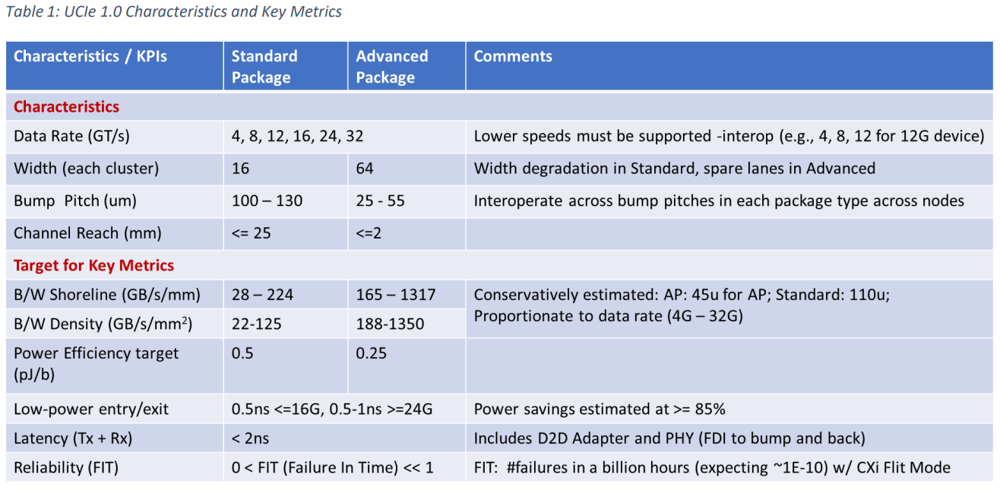 Table 1: UCIe 1.0 Characteristics and Key Metrics
Characteristics / KPIs
Standard
Package
Advanced
Package
Comments
Characteristics
Data Rate (GT/s)
4, 8, 12, 16, 24, 32
Lower speeds must be supported -interop (e.g., 4, 8, 12 for 12G device)
Width (each cluster)
16
64
Width degradation in Standard, spare lanes in Advanced
Bump Pitch (um)
100 – 130
25 - 55
Interoperate across bump pitches in each package type across nodes
Channel Reach (mm)
<= 25
<=2
Target for Key Metrics
B/W Shoreline (GB/s/mm)
28 – 224
165 – 1317
Conservatively estimated: AP: 45u for AP; Standard: 110u;
Proportionate to data rate (4G – 32G)
B/W Density (GB/s/mm²)
22-125
188-1350
Power Efficiency target
(pJ/b)
0.5
0.25
Low-power entry/exit
0.5ns <=16G, 0.5-1ns >=24G
Power savings estimated at >= 85%
Latency (Tx + Rx)
< 2ns
Includes D2D Adapter and PHY (FDI to bump and back)
Reliability (FIT)
0 < FIT (Failure In Time) << 1
FIT: #failures in a billion hours (expecting ~1E-10) w/ CXi Flit Mode